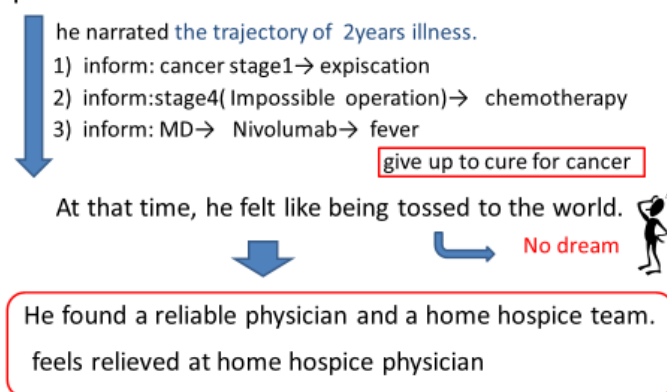 he narrated the trajectory of 2years illness.
1) inform: cancer stage1→ expiscation
2) inform:stage4( Impossible operation)→ chemotherapy
3) inform: MD→ Nivolumab→ fever
give up to cure for cancer
At that time, he felt like being tossed to the world.
No dream
He found a reliable physician and a home hospice team.
feels relieved at home hospice physician